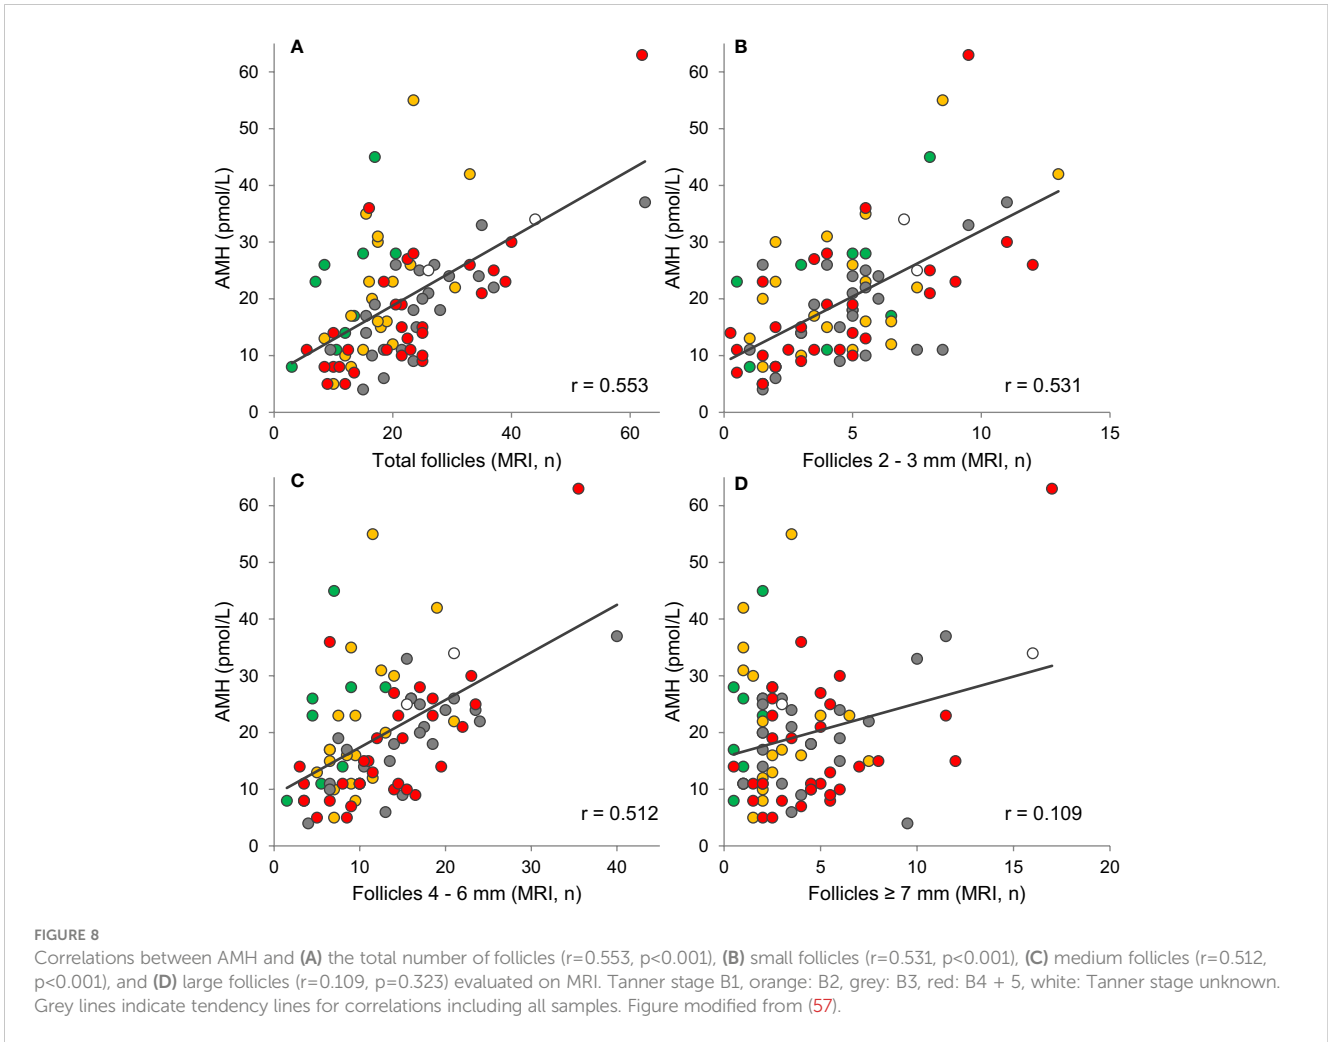 A
60
50
40
30
20
10
0
AMH (pmol/L)
0 20 40 60
Total follicles (MRI, n)
r = 0.553
B
60
50
40
30
20
10
0
AMH (pmol/L)
0 5 10 15
Follicles 2 - 3 mm (MRI, n)
r = 0.531
C
60
50
40
30
20
10
0
AMH (pmol/L)
0 10 20 30 40
Follicles 4 - 6 mm (MRI, n)
r = 0.512
D
60
50
40
30
20
10
0
AMH (pmol/L)
0 5 10 15 20
Follicles ≥ 7 mm (MRI, n)
r = 0.109
FIGURE 8
Correlations between AMH and (A) the total number of follicles (r=0.553, p<0.001), (B) small follicles (r=0.531, p<0.001), (C) medium follicles (r=0.512,
p<0.001), and (D) large follicles (r=0.109, p=0.323) evaluated on MRI. Tanner stage B1, orange: B2, grey: B3, red: B4 + 5, white: Tanner stage unknown.
Grey lines indicate tendency lines for correlations including all samples. Figure modified from (57).